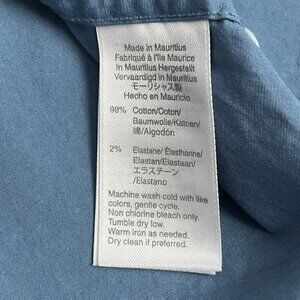 Made in Mauritius
Fabriqué à l'île Maurice
In Mauritius Hergestellt
Vervaardigd in Mauritius
モーリシャス製
Hecho en Mauricio
98% Cotton/Coton/
Baumwolle/Katoen/
綿/Algodón
2% Elastane/Élasthanne/
Elastan/Elastaan/
エラステーン/
Elastano
Machine wash cold with like
colors, gentle cycle.
Non chlorine bleach only.
Tumble dry low.
Warm iron as needed.
Dry clean if preferred.